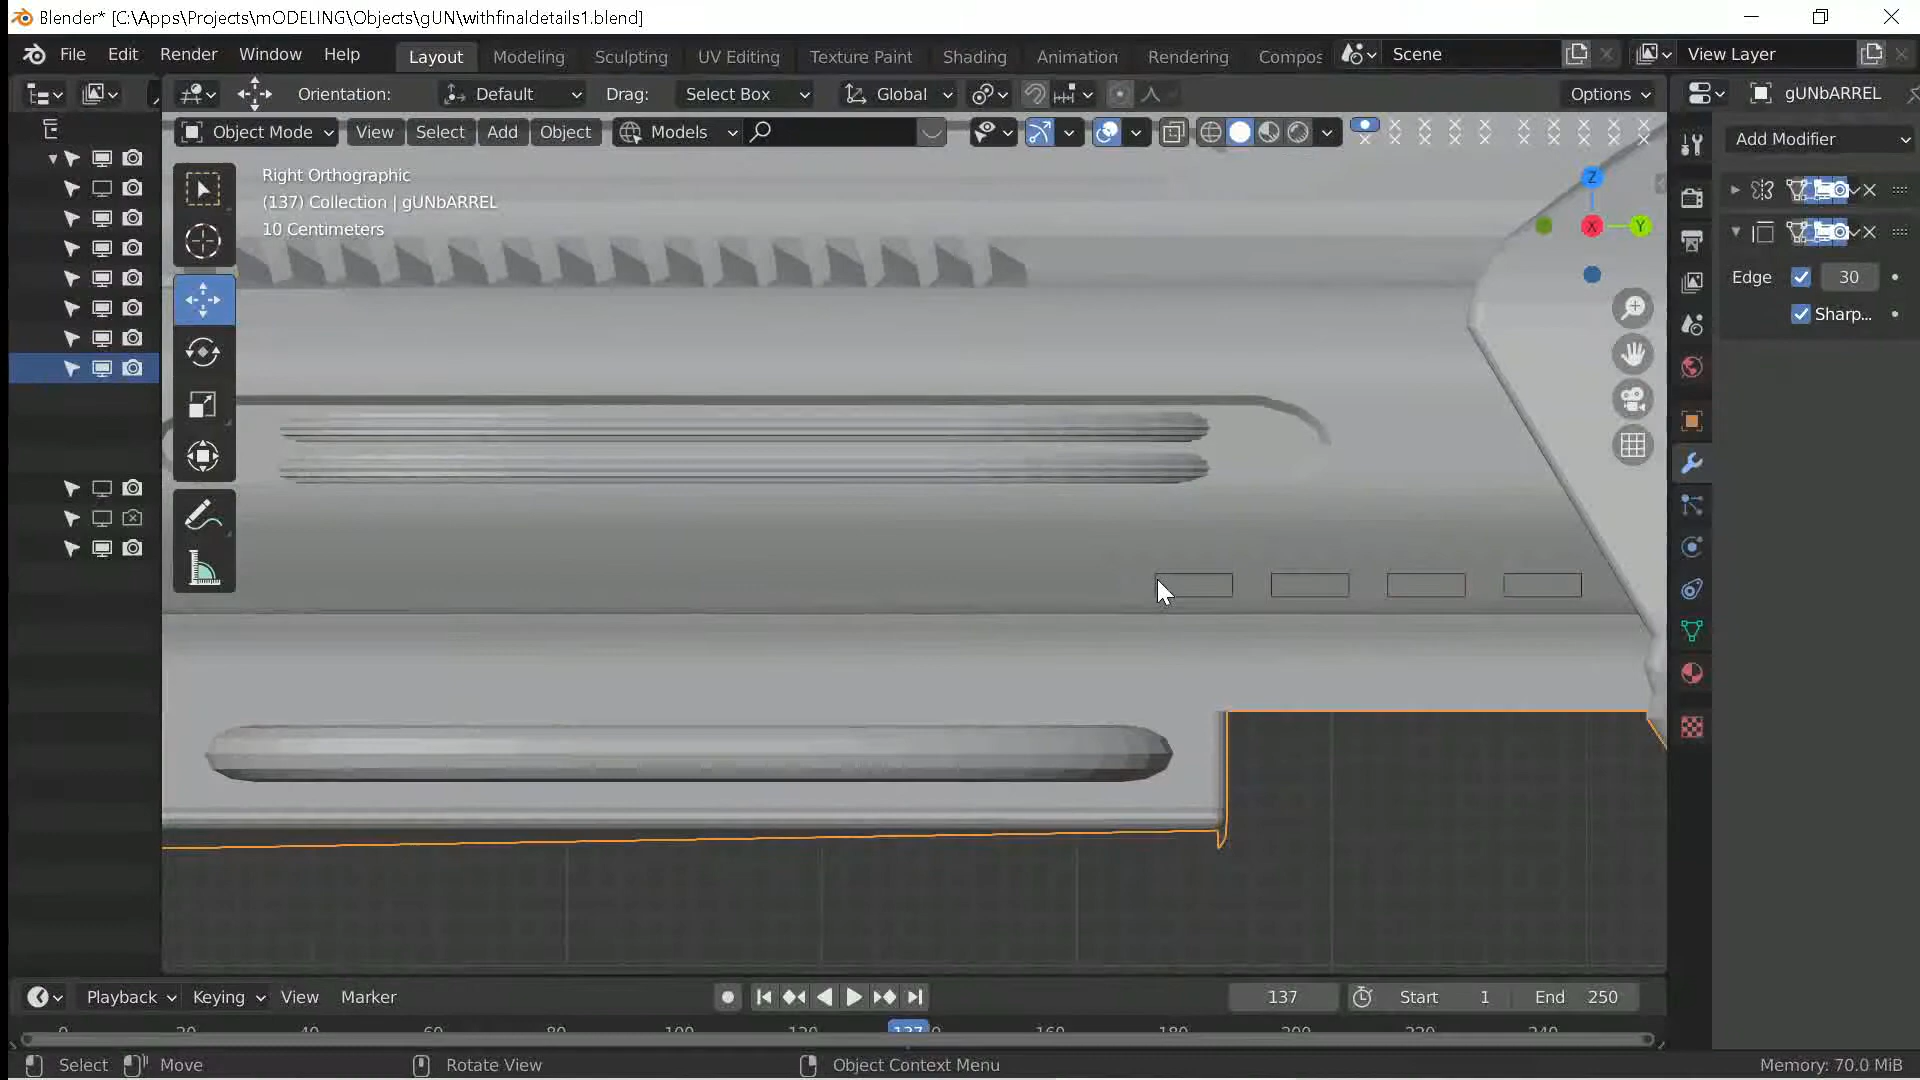 Blender* [C:\Apps\Projects\mODELING\Objects\gUN\withfinaldetails1.blend]
File Edit Render Window Help Layout Modeling Sculpting UV Editing Texture Paint Shading Animation Rendering Compos Scene View Layer
Orientation: Default Drag: Select Box Global Options gUNbARREL
Object Mode View Select Add Object Models Add Modifier
Right Orthographic
(137) Collection | gUNbARREL
10 Centimeters
Z
X Y
Edge 30
Sharp...
Playback Keying View Marker 137 Start 1 End 250
137
Select Move Rotate View Object Context Menu Memory: 70.0 MiB